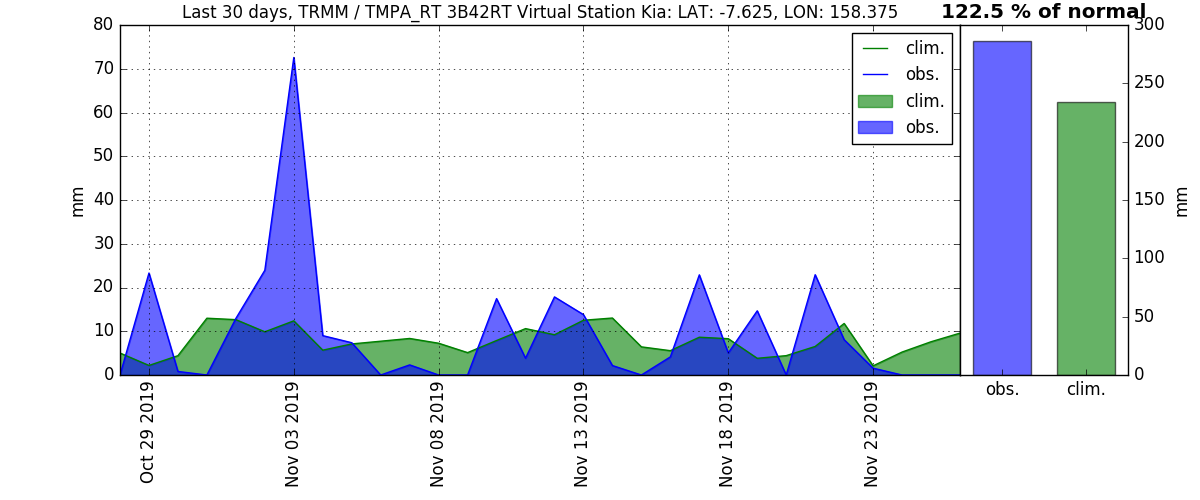 Last 30 days, TRMM / TMPA_RT 3B42RT Virtual Station Kia: LAT: -7.625, LON: 158.375
122.5 % of normal
80
70
60
50
40
30
20
10
0
mm
clim.
obs.
clim.
obs.
Oct 29 2019
Nov 03 2019
Nov 08 2019
Nov 13 2019
Nov 18 2019
Nov 23 2019
300
250
200
150
100
50
0
mm
obs.
clim.